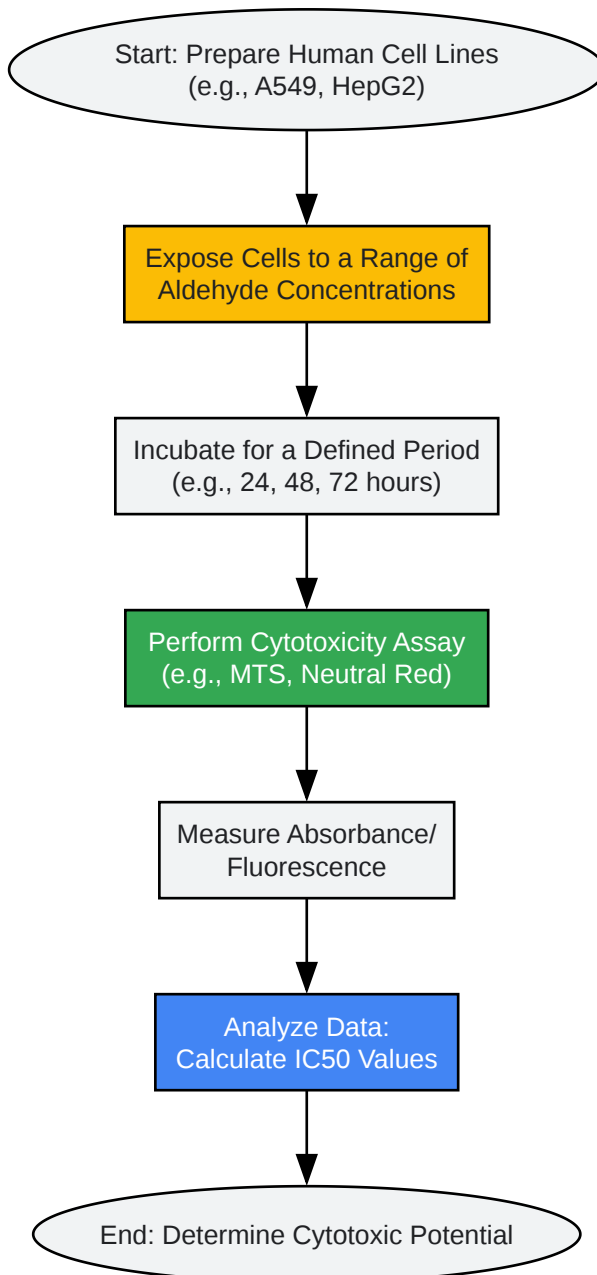 Start: Prepare Human Cell Lines
(e.g., A549, HepG2)
Expose Cells to a Range of
Aldehyde Concentrations
Incubate for a Defined Period
(e.g., 24, 48, 72 hours)
Perform Cytotoxicity Assay
(e.g., MTS, Neutral Red)
Measure Absorbance/
Fluorescence
Analyze Data:
Calculate IC50 Values
End: Determine Cytotoxic Potential